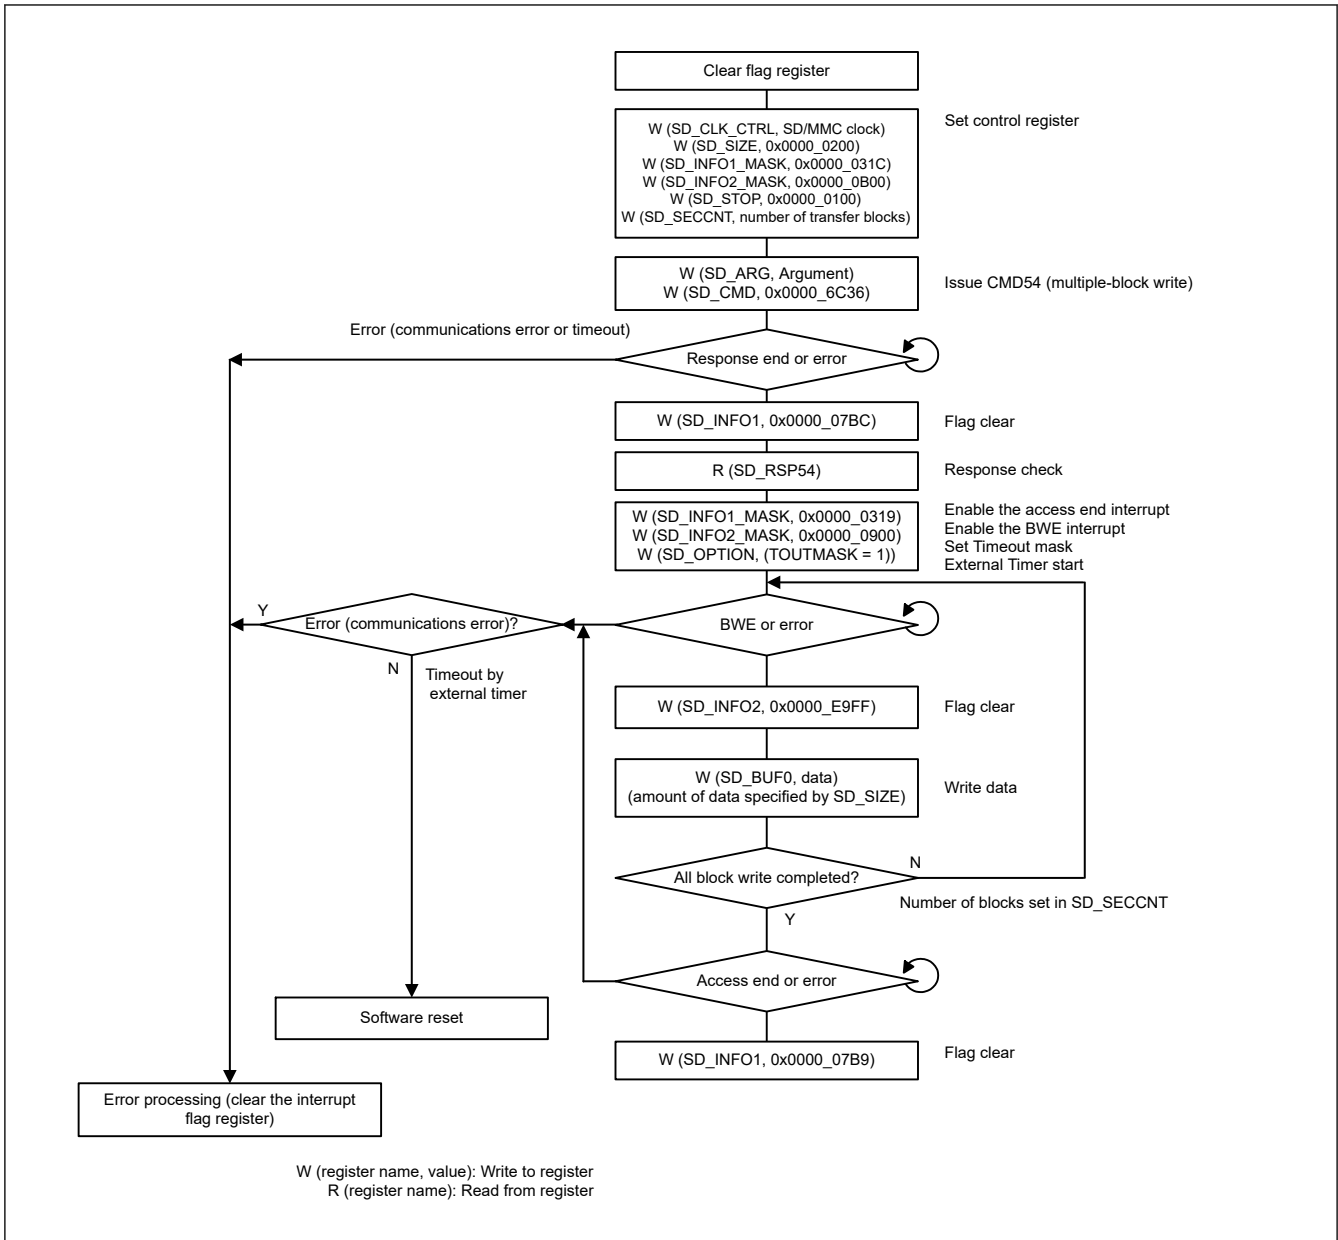 Clear flag register
W (SD_CLK_CTRL, SD/MMC clock)
W (SD_SIZE, 0x0000_0200)
W (SD_INFO1_MASK, 0x0000_031C)
W (SD_INFO2_MASK, 0x0000_0B00)
W (SD_STOP, 0x0000_0100)
W (SD_SECCNT, number of transfer blocks)
Set control register
W (SD_ARG, Argument)
W (SD_CMD, 0x0000_6C36)
Issue CMD54 (multiple-block write)
Error (communications error or timeout)
Response end or error
W (SD_INFO1, 0x0000_07BC)
Flag clear
R (SD_RSP54)
Response check
W (SD_INFO1_MASK, 0x0000_0319)
W (SD_INFO2_MASK, 0x0000_0900)
W (SD_OPTION, (TOUTMASK = 1))
Enable the access end interrupt
Enable the BWE interrupt
Set Timeout mask
External Timer start
Y
Error (communications error)?
BWE or error
N
Timeout by
external timer
W (SD_INFO2, 0x0000_E9FF)
Flag clear
W (SD_BUF0, data)
(amount of data specified by SD_SIZE)
Write data
All block write completed?
N
Number of blocks set in SD_SECCNT
Y
Access end or error
Software reset
W (SD_INFO1, 0x0000_07B9)
Flag clear
Error processing (clear the interrupt
flag register)
W (register name, value): Write to register
R (register name): Read from register